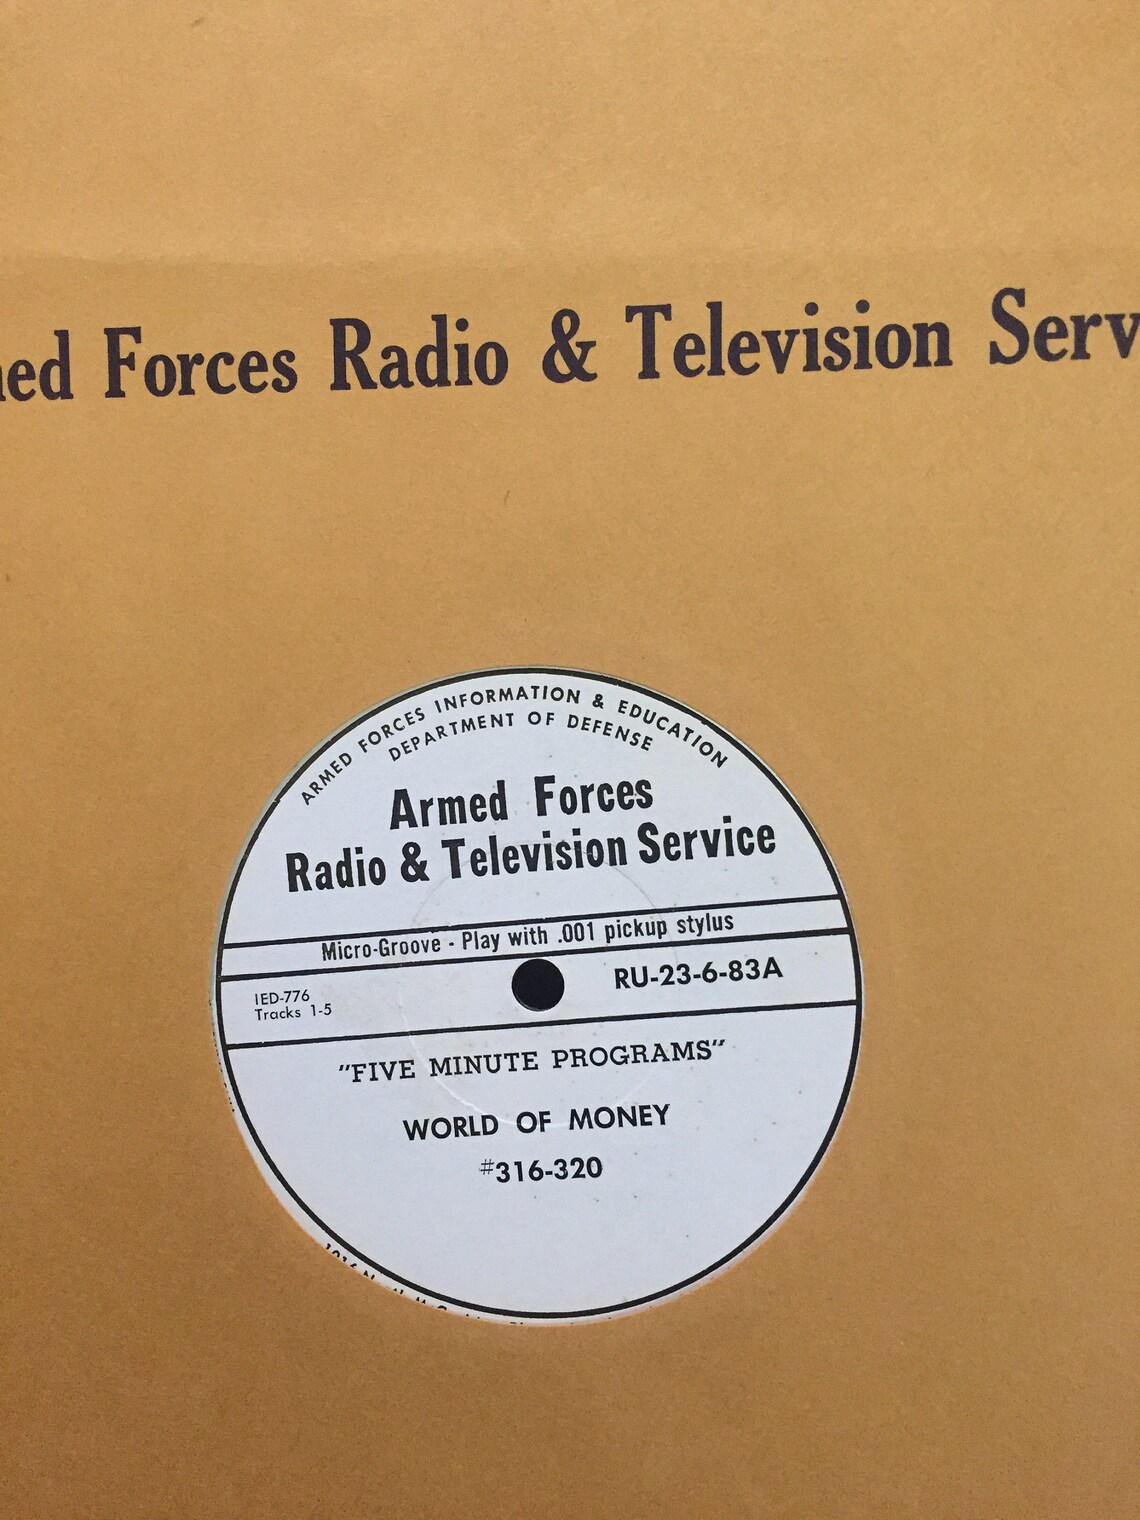 Forces Radio & Television
ARMED FORCES INFORMATION & EDUCATION
DEPARTMENT OF DEFENSE
Armed Forces
Radio & Television Service
Micro-Groove - Play with .001 pickup stylus
IED-776
Tracks 1-5
RU-23-6-83A
"FIVE MINUTE PROGRAMS"
WORLD OF MONEY
#316-320